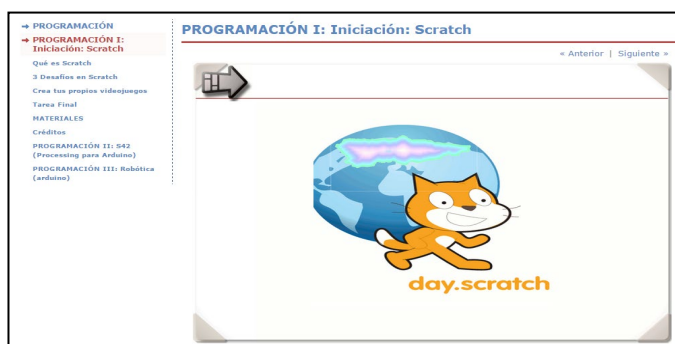 PROGRAMACIÓN
PROGRAMACIÓN I:
Iniciación: Scratch
Qué es Scratch
3 Desafíos en Scratch
Crea tus propios videojuegos
Tarea Final
MATERIALES
Créditos
PROGRAMACIÓN II: S42
(Processing para Arduino)
PROGRAMACIÓN III: Robótica
(arduino)
PROGRAMACIÓN I: Iniciación: Scratch
« Anterior | Siguiente »
day.scratch